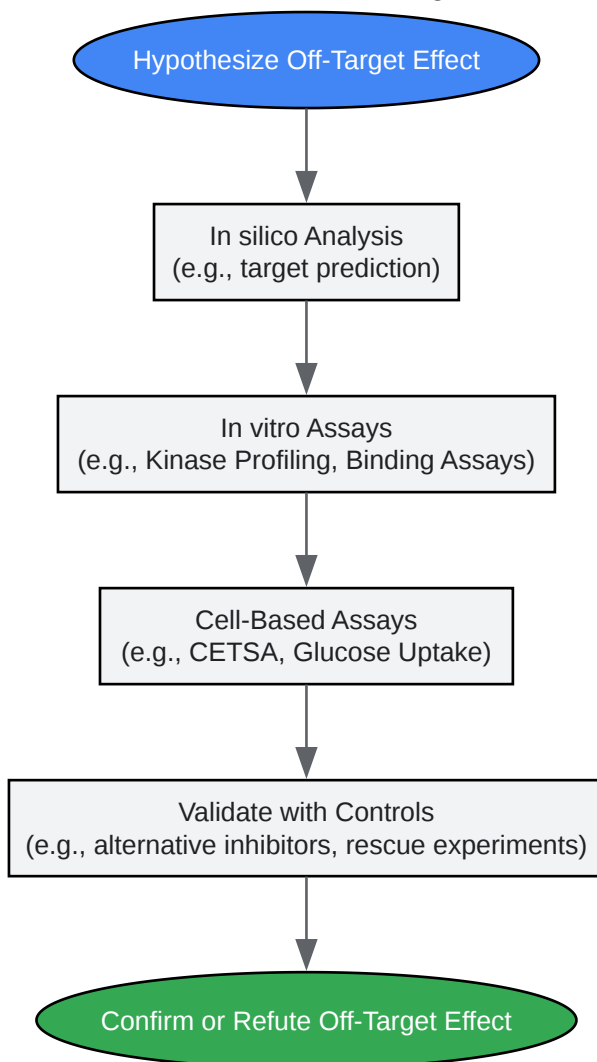 Hypothesize Off-Target Effect
In silico Analysis
(e.g., target prediction)
In vitro Assays
(e.g., Kinase Profiling, Binding Assays)
Cell-Based Assays
(e.g., CETSA, Glucose Uptake)
Validate with Controls
(e.g., alternative inhibitors, rescue experiments)
Confirm or Refute Off-Target Effect